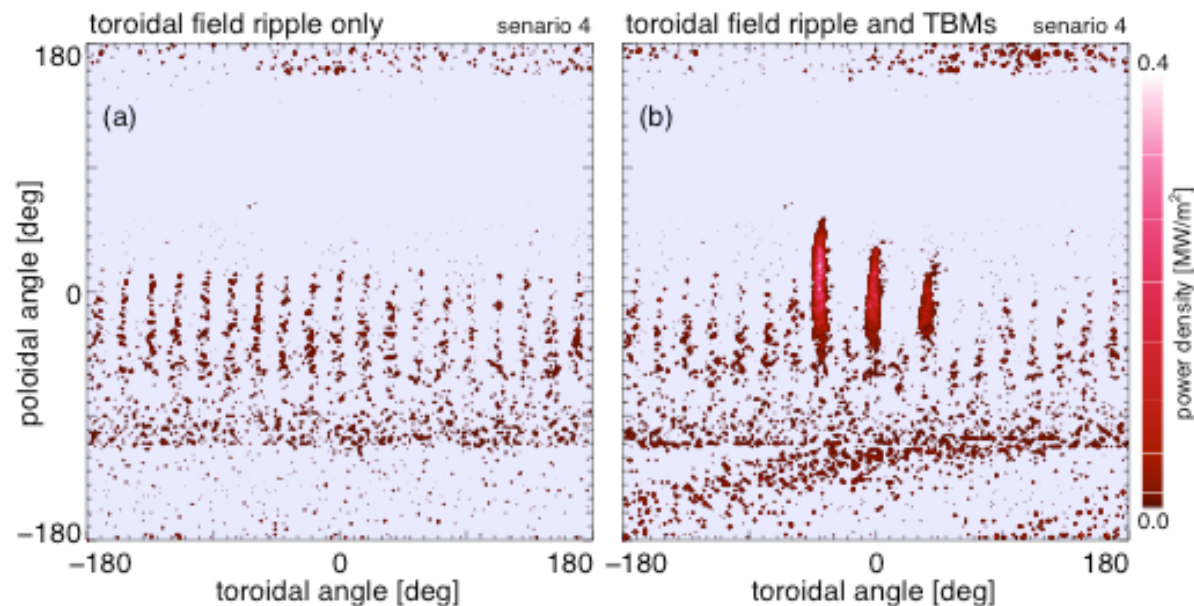 toroidal field ripple only senario 4
toroidal field ripple and TBMs senario 4
(a)
(b)
180
0
−180
poloidal angle [deg]
−180 0 180
toroidal angle [deg]
−180 0 180
toroidal angle [deg]
0.4
0.0
power density [MW/m²]